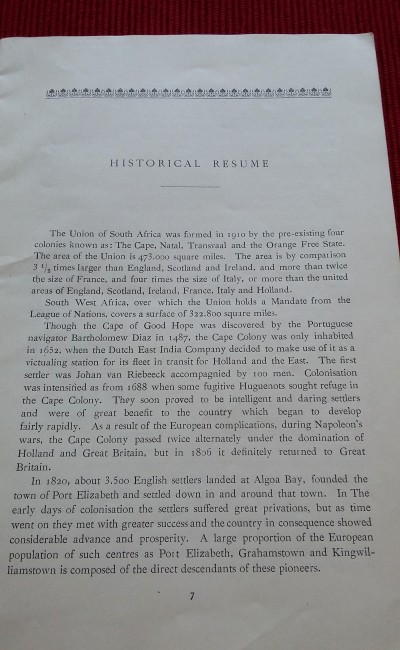 HISTORICAL RESUME
The Union of South Africa was formed in 1910 by the pre-existing four
colonies known as: The Cape, Natal, Transvaal and the Orange Free State.
The area of the Union is 473.000 square miles. The area is by comparison
3 1/2 times larger than England, Scotland and Ireland, and more than twice
the size of France, and four times the size of Italy, or more than the united
areas of England, Scotland, Ireland, France, Italy and Holland.
South West Africa, over which the Union holds a Mandate from the
League of Nations, covers a surface of 322.800 square miles.
Though the Cape of Good Hope was discovered by the Portuguese
navigator Bartholomew Diaz in 1487, the Cape Colony was only inhabited
in 1652, when the Dutch East India Company decided to make use of it as a
victualing station for its fleet in transit for Holland and the East. The first
settler was Johan van Riebeeck accompagnied by 100 men. Colonisation
was intensified as from 1688 when some fugitive Huguenots sought refuge in
the Cape Colony. They soon proved to be intelligent and daring settlers
and were of great benefit to the country which began to develop
fairly rapidly. As a result of the European complications, during Napoleon's
wars, the Cape Colony passed twice alternately under the domination of
Holland and Great Britain, but in 1806 it definitely returned to Great
Britain.
In 1820, about 3.500 English settlers landed at Algoa Bay, founded the
town of Port Elizabeth and settled down in and around that town. In The
early days of colonisation the settlers suffered great privations, but as time
went on they met with greater success and the country in consequence showed
considerable advance and prosperity. A large proportion of the European
population of such centres as Port Elizabeth, Grahamstown and Kingwil-
liamstown is composed of the direct descendants of these pioneers.
7